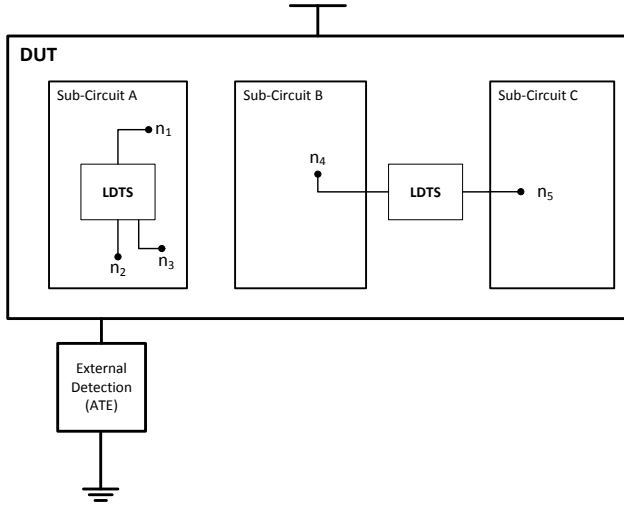 DUT
Sub-Circuit A
n₁
LDTS
n₂
n₃
Sub-Circuit B
n₄
LDTS
Sub-Circuit C
n₅
External
Detection
(ATE)